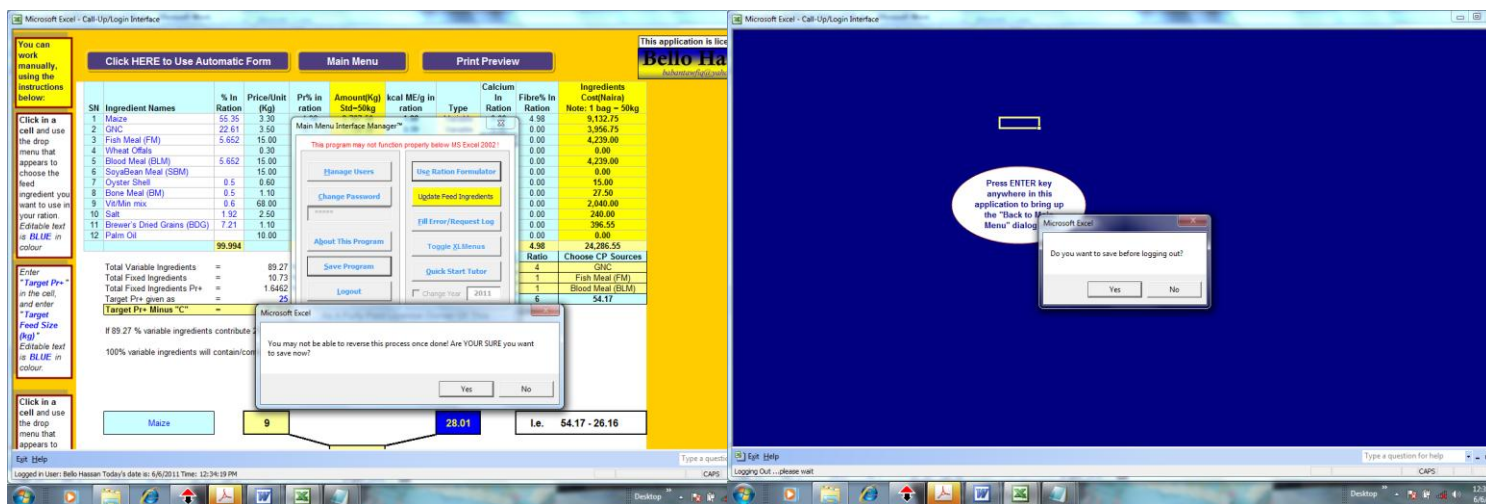 Microsoft Excel - Call-Up/Login Interface
You can
work
manually,
using the
instructions
below:
Click in a
cell and use
the drop
menu that
appears to
choose the
feed
ingredient you
want to use in
your ration.
Editable text
is BLUE in
colour
Enter
"Target Pr+"
in the cell,
and enter
"Target
Feed Size
(kg)"
Editable text
is BLUE in
colour.
Click in a
cell and use
the drop
menu that
appears to
Click HERE to Use Automatic Form
Main Menu
Print Preview
This application is lice
Bello Ha
SN Ingredient Names % In Ration Price/Unit (Kg) Pr% in ration Amount(Kg) Std=50kg kcal ME/g in ration Type Calcium In Ration Fibre% In Ration Ingredients Cost(Naira) Note: 1 bag = 50kg
1 Maize 55.35 3.30 4.98 9,132.75
2 GNC 22.61 3.50 0.00 3,956.75
3 Fish Meal (FM) 5.652 15.00 0.00 4,239.00
4 Wheat Offals 0.30 0.00 0.00
5 Blood Meal (BLM) 5.652 15.00 0.00 4,239.00
6 SoyaBean Meal (SBM) 15.00 0.00 0.00
7 Oyster Shell 0.5 0.60 0.00 15.00
8 Bone Meal (BM) 0.5 1.10 0.00 27.50
9 Vit/Min mix 0.6 68.00 0.00 2,040.00
10 Salt 1.92 2.50 0.00 240.00
11 Brewer's Dried Grains (BDG) 7.21 1.10 0.00 396.55
12 Palm Oil 10.00 0.00 0.00
99.994 4.98 24,286.55
Ratio Choose CP Sources
4 GNC
1 Fish Meal (FM)
1 Blood Meal (BLM)
6 54.17
Total Variable Ingredients = 89.27
Total Fixed Ingredients = 10.73
Total Fixed Ingredients Pr+ = 1.6462
Target Pr+ given as = 25
Target Pr+ Minus "C" =
If 89.27 % variable ingredients contribute
100% variable ingredients will contain/con
Main Menu Interface Manager™
This program may not function properly below MS Excel 2002!
Manage Users
Use Ration Formulator
Change Password
Update Feed Ingredients
*****
Fill Error/Request Log
About This Program
Toggle XLMenus
Save Program
Quick Start Tutor
Logout
Change Year 2011
Microsoft Excel
You may not be able to reverse this process once done! Are YOUR SURE you want
to save now?
Yes No
Maize 9 28.01 I.e. 54.17 - 26.16
Exit Help
Type a questi
Logged in User: Bello Hassan Today's date is: 6/6/2011 Time: 12:34:19 PM
CAPS
Desktop
Microsoft Excel - Call-Up/Login Interface
Press ENTER key
anywhere in this
application to bring up
the "Back to Main
Menu" dialog
Microsoft Excel
Do you want to save before logging out?
Yes No
Exit Help
Type a question for help
Logging Out ...please wait
CAPS
Desktop